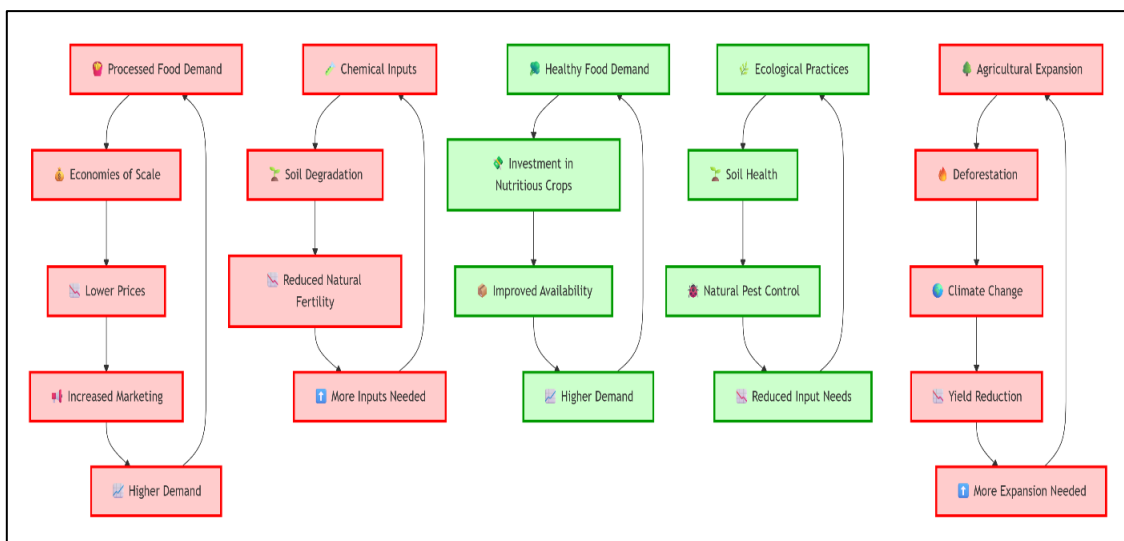 Processed Food Demand
Economies of Scale
Lower Prices
Increased Marketing
Higher Demand
Chemical Inputs
Soil Degradation
Reduced Natural
Fertility
More Inputs Needed
Healthy Food Demand
Investment in
Nutritious Crops
Improved Availability
Higher Demand
Ecological Practices
Soil Health
Natural Pest Control
Reduced Input Needs
Agricultural Expansion
Deforestation
Climate Change
Yield Reduction
More Expansion Needed